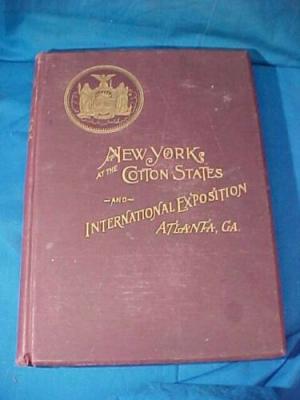 NEW YORK
AT THE COTTON STATES
AND
INTERNATIONAL EXPOSITION
ATLANTA, GA.